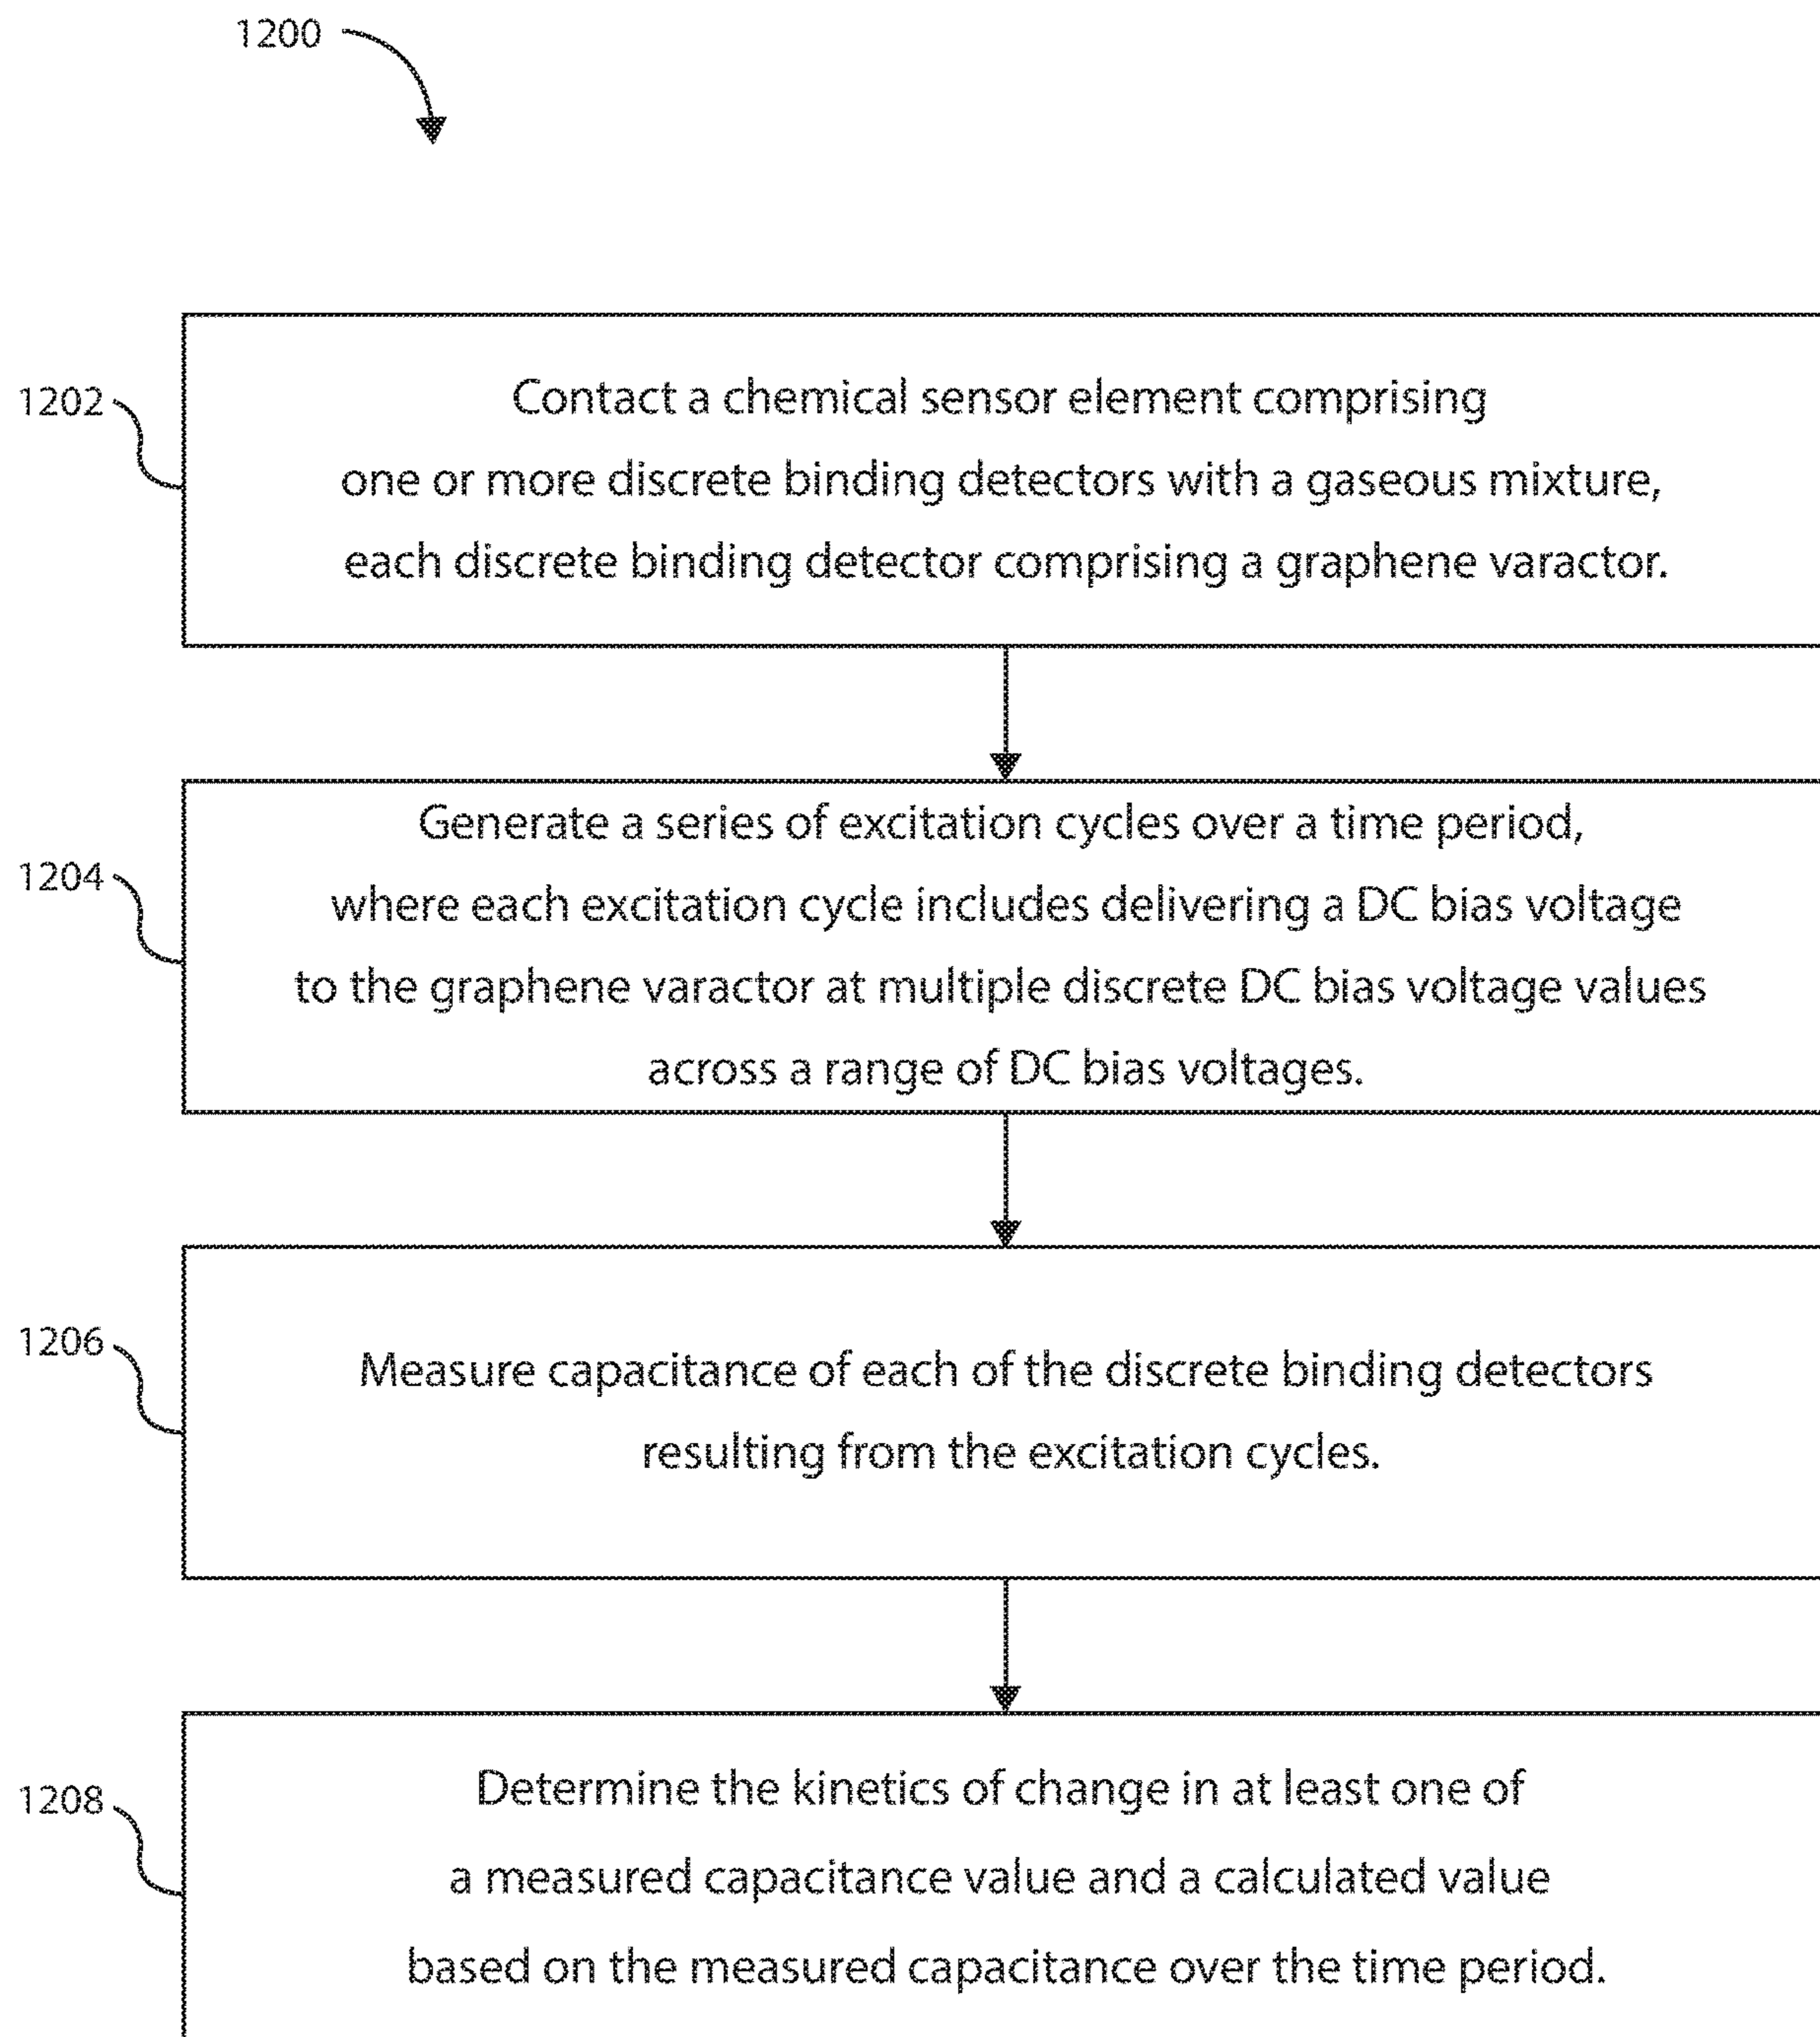 1200
1202
Contact a chemical sensor element comprising
one or more discrete binding detectors with a gaseous mixture,
each discrete binding detector comprising a graphene varactor.
1204
Generate a series of excitation cycles over a time period,
where each excitation cycle includes delivering a DC bias voltage
to the graphene varactor at multiple discrete DC bias voltage values
across a range of DC bias voltages.
1206
Measure capacitance of each of the discrete binding detectors
resulting from the excitation cycles.
1208
Determine the kinetics of change in at least one of
a measured capacitance value and a calculated value
based on the measured capacitance over the time period.